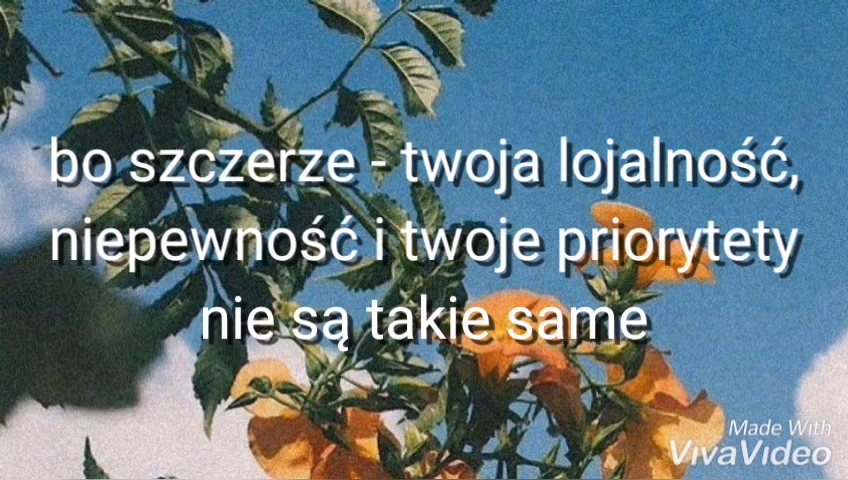 bo szczerze - twoja lojalność,
niepewność i twoje priorytety
nie są takie same
Made With
VivaVideo